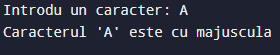 Introdu un caracter: A
Caracterul 'A' este cu majuscula